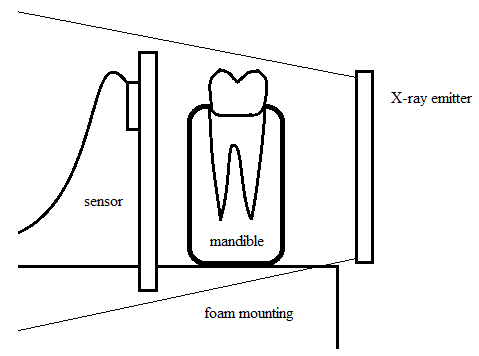 X-ray emitter
sensor
mandible
foam mounting